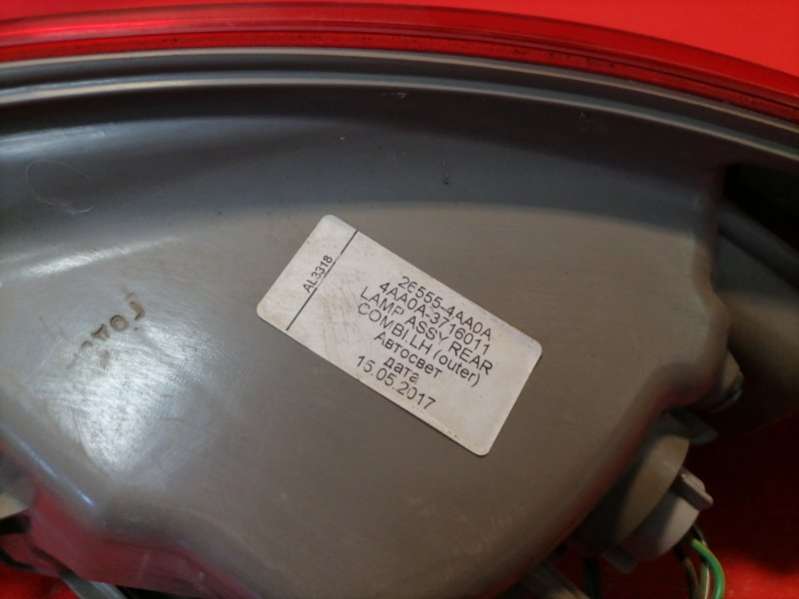 AL3318
26555-4AA0A
4AA0A-3716011
LAMP ASSY REAR
COMBI,LH (outer)
Автосвет
дата
15.05.2017